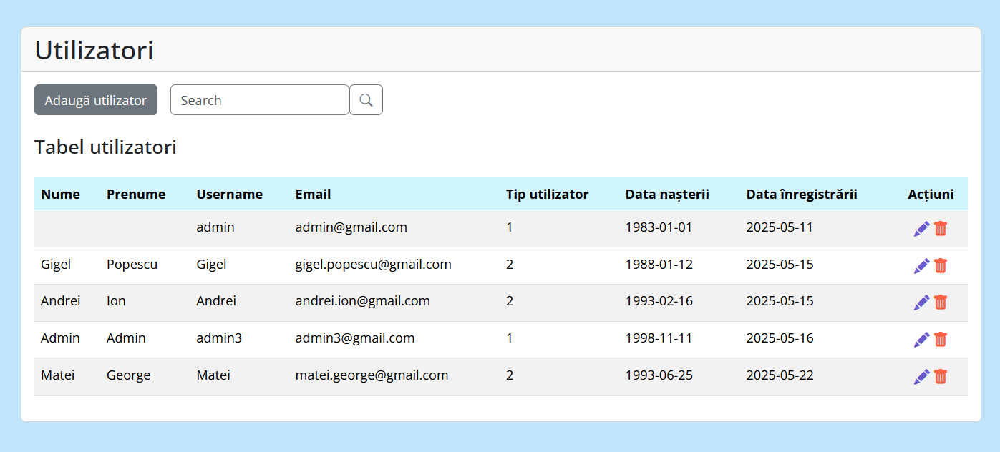 Utilizatori
Adaugă utilizator Search
Tabel utilizatori
Nume Prenume Username Email Tip utilizator Data nașterii Data înregistrării Acțiuni
admin admin@gmail.com 1 1983-01-01 2025-05-11
Gigel Popescu Gigel gigel.popescu@gmail.com 2 1988-01-12 2025-05-15
Andrei Ion Andrei andrei.ion@gmail.com 2 1993-02-16 2025-05-15
Admin Admin admin3 admin3@gmail.com 1 1998-11-11 2025-05-16
Matei George Matei matei.george@gmail.com 2 1993-06-25 2025-05-22